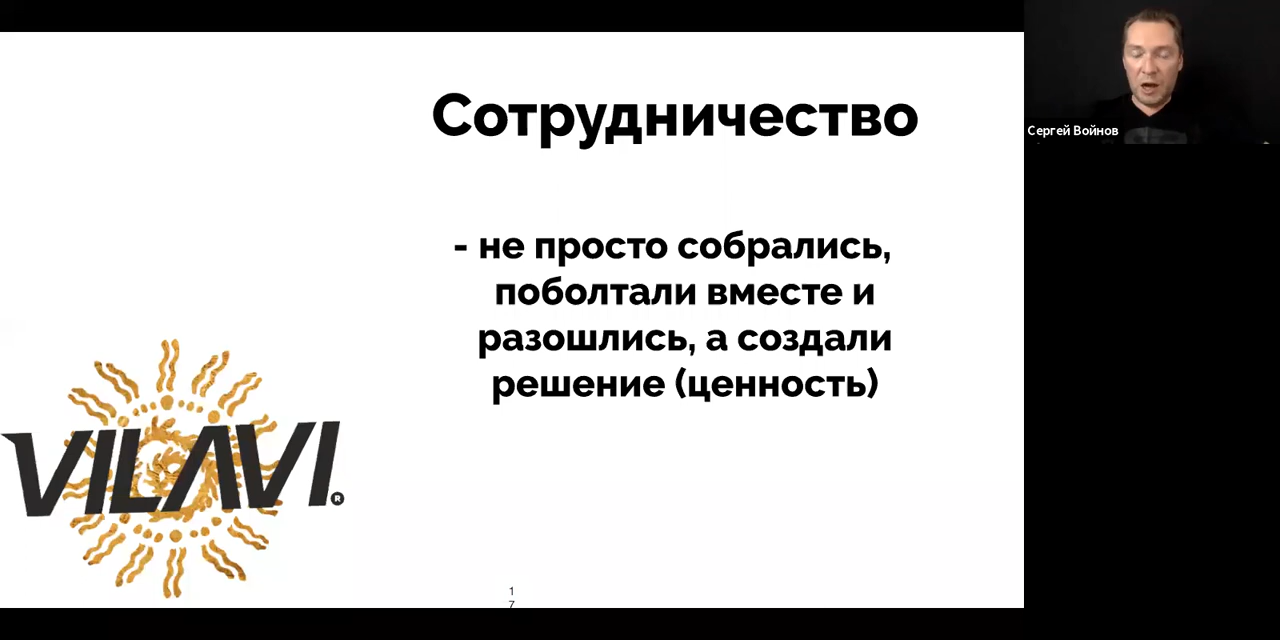 Сотрудничество
- не просто собрались,
поболтали вместе и
разошлись, а создали
решение (ценность)
VILAVI®
1
7
Сергей Войнов